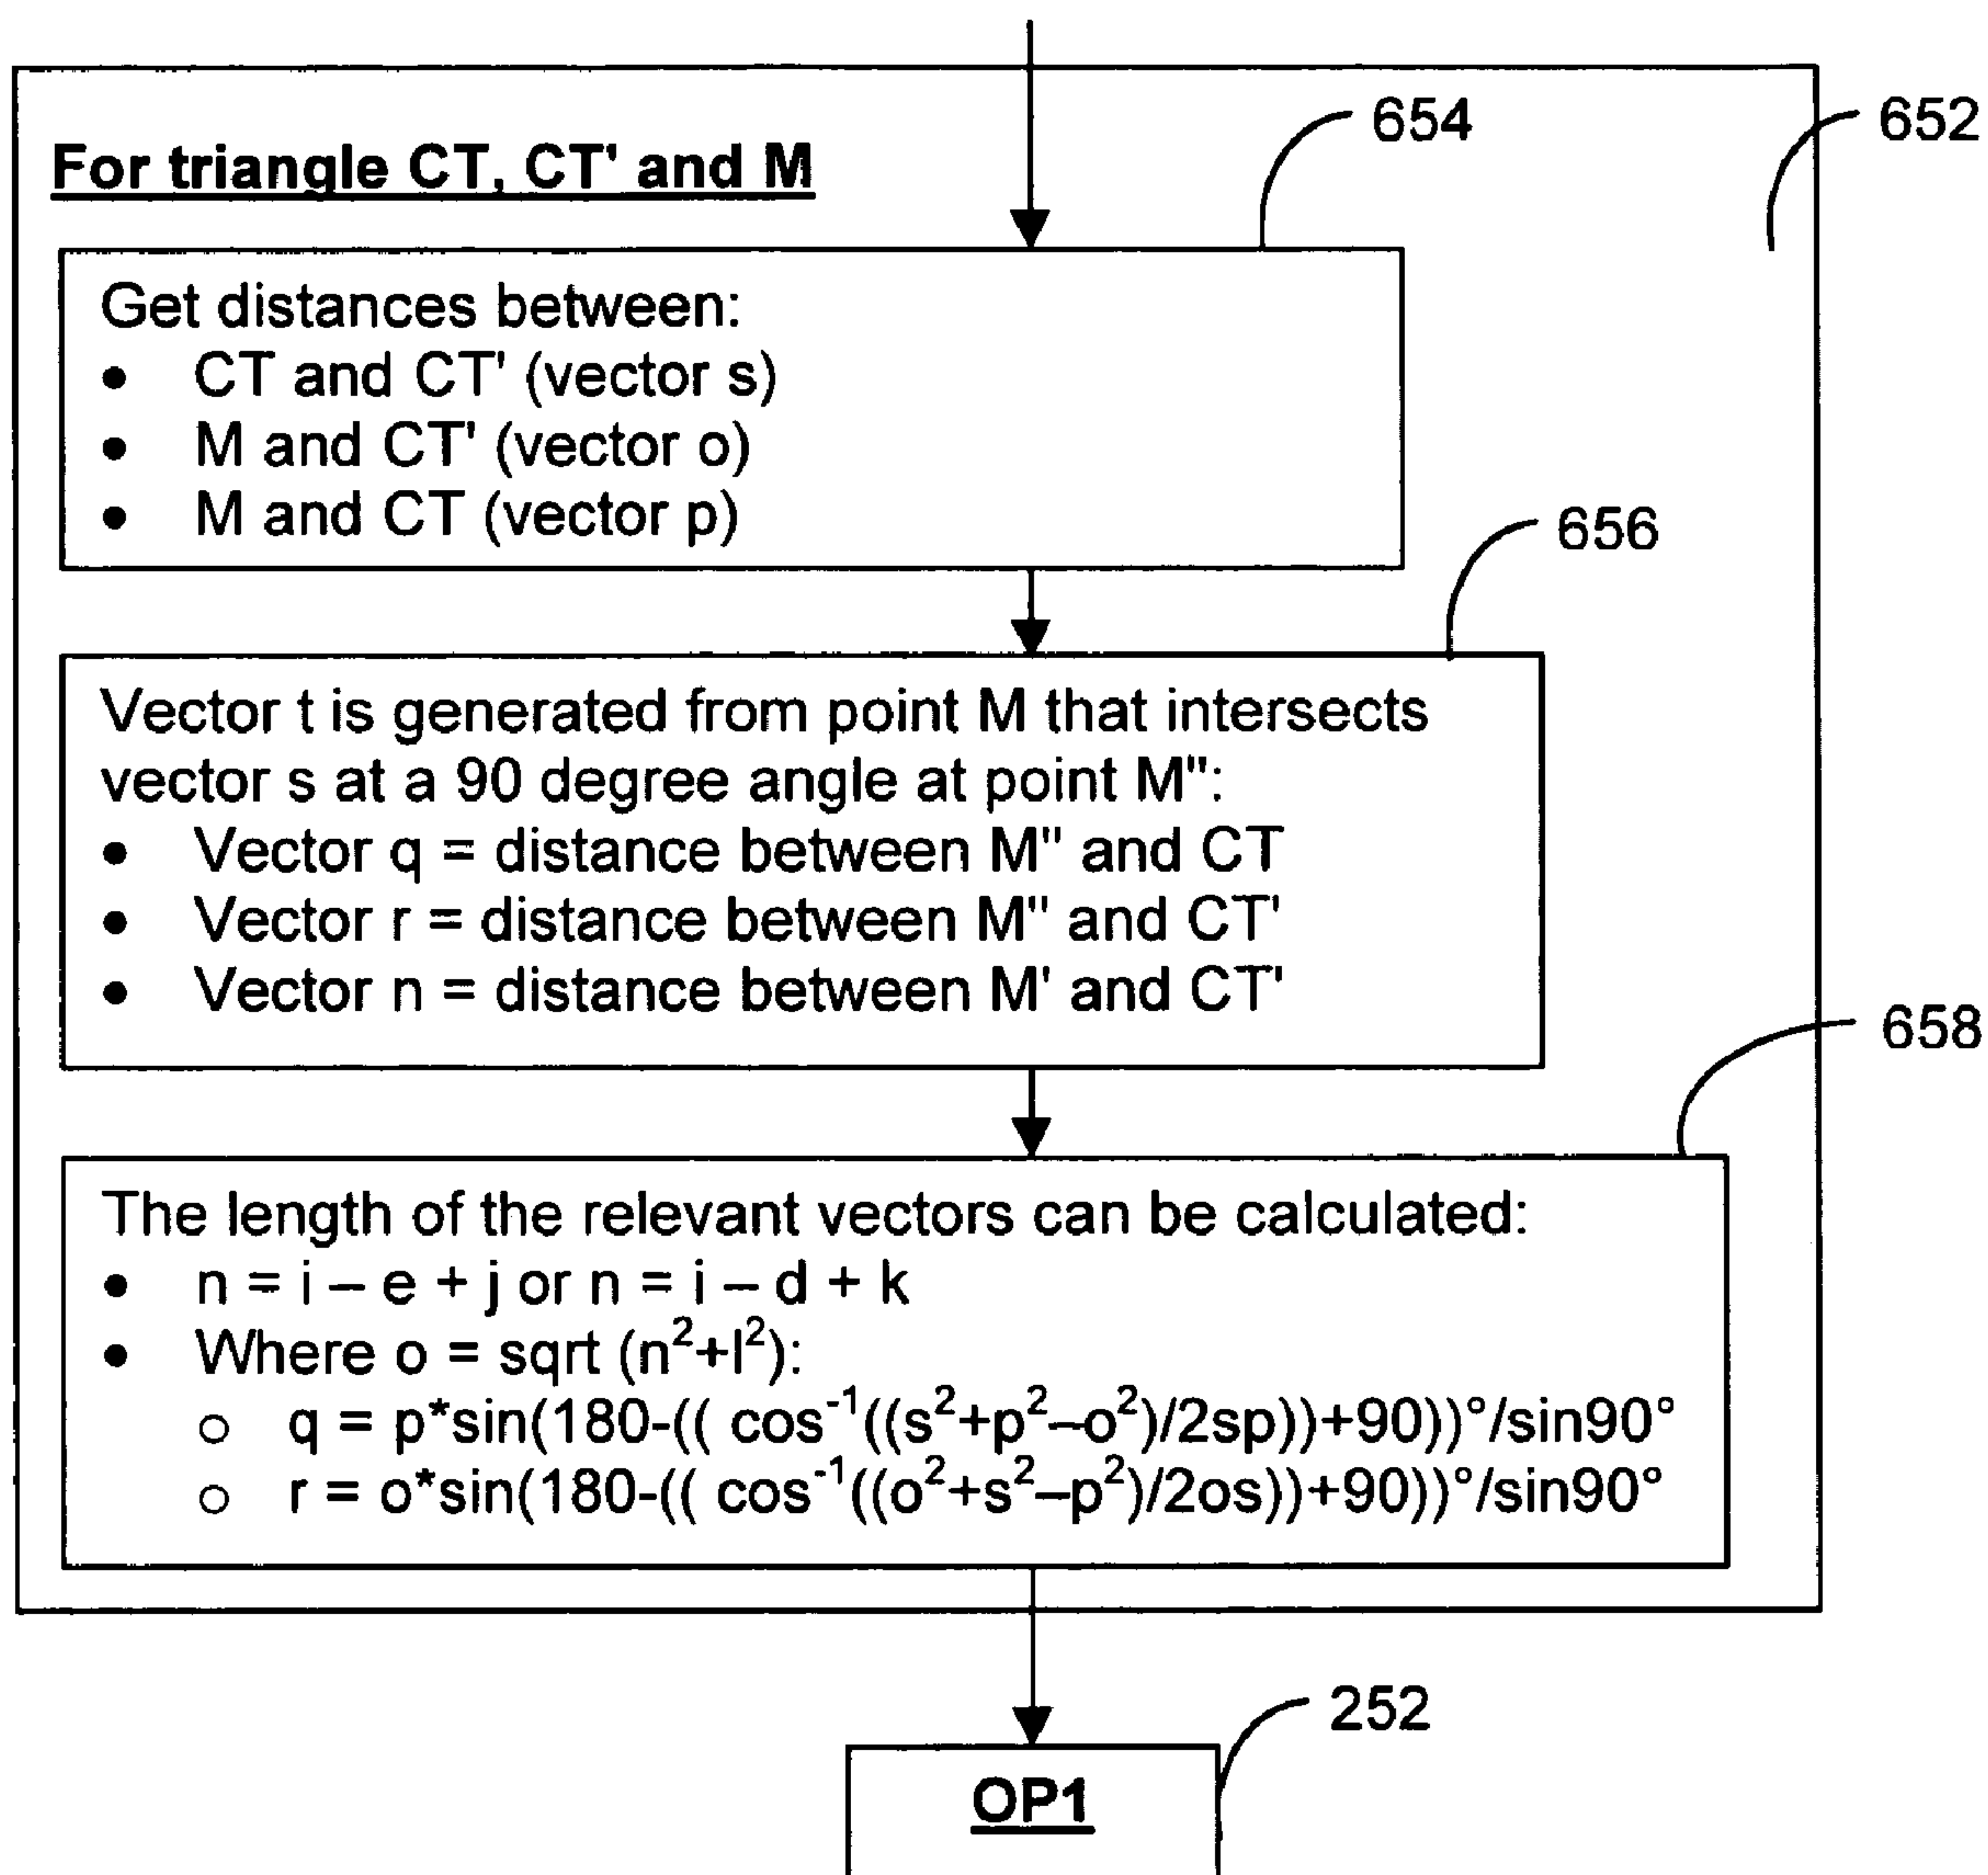 654
652
For triangle CT, CT' and M
Get distances between:
• CT and CT' (vector s)
• M and CT' (vector o)
• M and CT (vector p)
656
Vector t is generated from point M that intersects
vector s at a 90 degree angle at point M":
• Vector q = distance between M" and CT
• Vector r = distance between M" and CT'
• Vector n = distance between M' and CT'
658
The length of the relevant vectors can be calculated:
• n = i – e + j or n = i – d + k
• Where o = sqrt (n²+l²):
○ q = p*sin(180-(( cos⁻¹((s²+p²–o²)/2sp))+90))°/sin90°
○ r = o*sin(180-(( cos⁻¹((o²+s²–p²)/2os))+90))°/sin90°
252
OP1